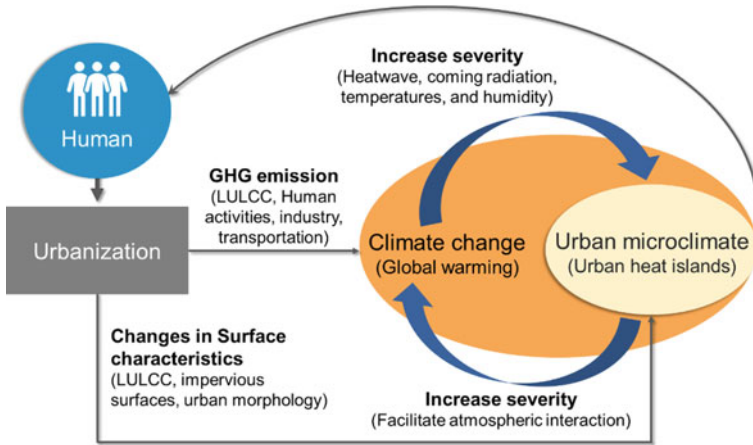 Increase severity
(Heatwave, coming radiation,
temperatures, and humidity)
Human
GHG emission
(LULCC, Human
activities, industry,
transportation)
Urbanization
Climate change
(Global warming)
Urban microclimate
(Urban heat islands)
Changes in Surface
characteristics
(LULCC, impervious
surfaces, urban morphology)
Increase severity
(Facilitate atmospheric interaction)